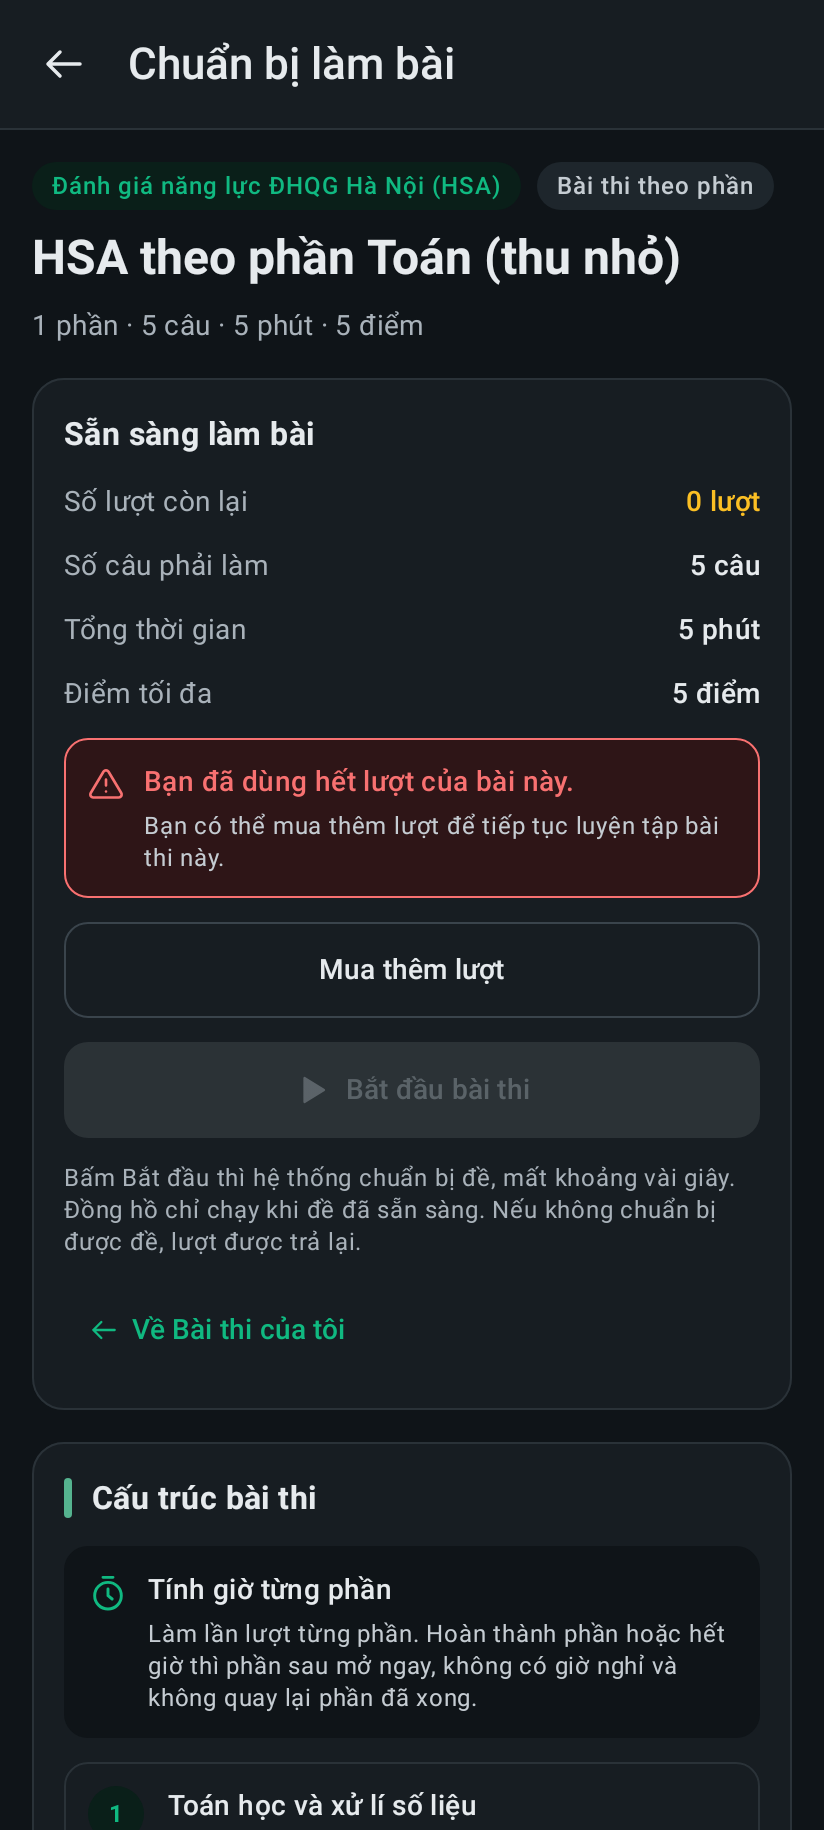 Chuẩn bị làm bài
Đánh giá năng lực ĐHQG Hà Nội (HSA)
Bài thi theo phần
HSA theo phần Toán (thu nhỏ)
1 phần · 5 câu · 5 phút · 5 điểm
Sẵn sàng làm bài
Số lượt còn lại 0 lượt
Số câu phải làm 5 câu
Tổng thời gian 5 phút
Điểm tối đa 5 điểm
Bạn đã dùng hết lượt của bài này.
Bạn có thể mua thêm lượt để tiếp tục luyện tập bài
thi này.
Mua thêm lượt
Bắt đầu bài thi
Bấm Bắt đầu thì hệ thống chuẩn bị đề, mất khoảng vài giây.
Đồng hồ chỉ chạy khi đề đã sẵn sàng. Nếu không chuẩn bị
được đề, lượt được trả lại.
Về Bài thi của tôi
Cấu trúc bài thi
Tính giờ từng phần
Làm lần lượt từng phần. Hoàn thành phần hoặc hết
giờ thì phần sau mở ngay, không có giờ nghỉ và
không quay lại phần đã xong.
1 Toán học và xử lí số liệu